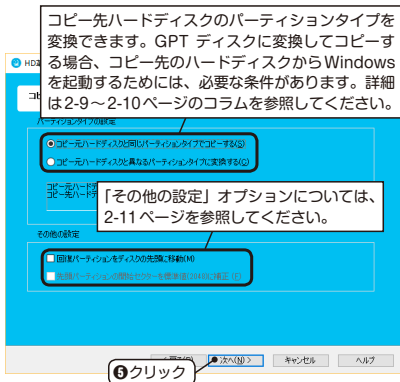 コピー先ハードディスクのパーティションタイプを
変換できます。GPT ディスクに変換してコピーす
る場合、コピー先のハードディスクからWindows
を起動するためには、必要な条件があります。詳細
は2-9～2-10ページのコラムを参照してください。
HD革
パーティションタイプの設定
コピー元ハードディスクと同じパーティションタイプでコピーする(S)
コピー元ハードディスクと異なるパーティションタイプに変換する(C)
コピー元ハードデ
コピー先ハードデ
「その他の設定」オプションについては、
2-11ページを参照してください。
その他の設定
回復パーティションをディスクの先頭に移動(M)
先頭パーティションの開始セクターを標準値(2048)に補正(E)
次へ(N) >
キャンセル
ヘルプ
❺クリック